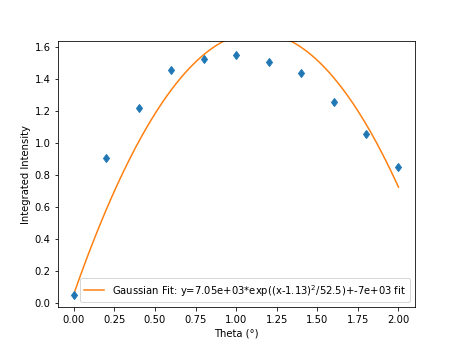 1.6
1.4
1.2
1.0
0.8
0.6
0.4
0.2
0.0
Integrated Intensity
Gaussian Fit: y=7.05e+03*exp((x-1.13)²/52.5)+-7e+03 fit
0.00 0.25 0.50 0.75 1.00 1.25 1.50 1.75 2.00
Theta (°)